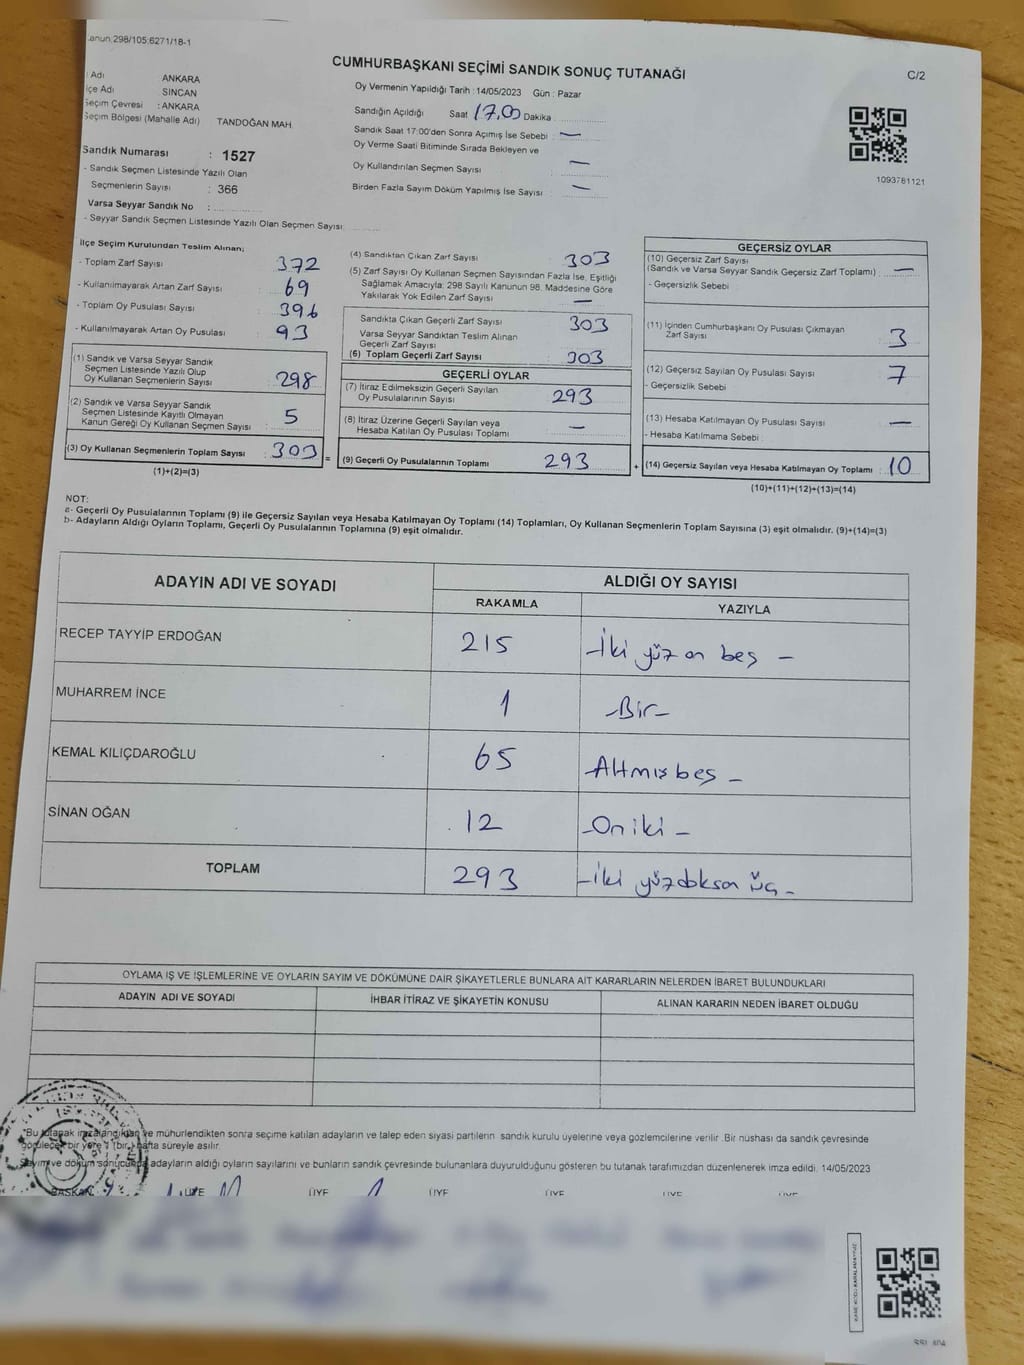 anun:298/105:6271/18-1
C/2
CUMHURBAŞKANI SEÇİMİ SANDIK SONUÇ TUTANAĞI
l Adı ANKARA
lçe Adı SİNCAN
Seçim Çevresi : ANKARA
Seçim Bölgesi (Mahalle Adı) TANDOĞAN MAH.
Sandık Numarası : 1527
- Sandık Seçmen Listesinde Yazılı Olan
Seçmenlerin Sayısı : 366
Varsa Seyyar Sandık No :
- Seyyar Sandık Seçmen Listesinde Yazılı Olan Seçmen Sayısı:
Oy Vermenin Yapıldığı Tarih : 14/05/2023 Gün : Pazar
Sandığın Açıldığı Saat 17,00 Dakika
Sandık Saat 17:00'den Sonra Açımış İse Sebebi : —
Oy Verme Saati Bitiminde Sırada Bekleyen ve
Oy Kullandırılan Seçmen Sayısı : —
Birden Fazla Sayım Döküm Yapılmış İse Sayısı : —
1093781121
İlçe Seçim Kurulundan Teslim Alınan;
- Toplam Zarf Sayısı : 372
- Kullanılmayarak Artan Zarf Sayısı : 69
- Toplam Oy Pusulası Sayısı : 396
- Kullanılmayarak Artan Oy Pusulası : 93
(1) Sandık ve Varsa Seyyar Sandık
Seçmen Listesinde Yazılı Olup
Oy Kullanan Seçmenlerin Sayısı : 298
(2) Sandık ve Varsa Seyyar Sandık
Seçmen Listesinde Kayıtlı Olmayan
Kanun Gereği Oy Kullanan Seçmen Sayısı : 5
(3) Oy Kullanan Seçmenlerin Toplam Sayısı : 303
(1)+(2)=(3)
(4) Sandıktan Çıkan Zarf Sayısı : 303
(5) Zarf Sayısı Oy Kullanan Seçmen Sayısından Fazla İse, Eşitliği
Sağlamak Amacıyla; 298 Sayılı Kanunun 98. Maddesine Göre
Yakılarak Yok Edilen Zarf Sayısı : —
Sandıkta Çıkan Geçerli Zarf Sayısı : 303
Varsa Seyyar Sandıktan Teslim Alınan
Geçerli Zarf Sayısı
(6) Toplam Geçerli Zarf Sayısı : 303
GEÇERLİ OYLAR
(7) İtiraz Edilmeksizin Geçerli Sayılan
Oy Pusulalarının Sayısı : 293
(8) İtiraz Üzerine Geçerli Sayılan veya
Hesaba Katılan Oy Pusulası Toplamı : —
= (9) Geçerli Oy Pusulalarının Toplamı 293
GEÇERSİZ OYLAR
(10) Geçersiz Zarf Sayısı
(Sandık ve Varsa Seyyar Sandık Geçersiz Zarf Toplamı) : —
- Geçersizlik Sebebi :
(11) İçinden Cumhurbaşkanı Oy Pusulası Çıkmayan
Zarf Sayısı : 3
(12) Geçersiz Sayılan Oy Pusulası Sayısı : 7
- Geçersizlik Sebebi
(13) Hesaba Katılmayan Oy Pusulası Sayısı : —
- Hesaba Katılmama Sebebi
+ (14) Geçersiz Sayılan veya Hesaba Katılmayan Oy Toplamı : 10
(10)+(11)+(12)+(13)=(14)
NOT:
a- Geçerli Oy Pusulalarının Toplamı (9) ile Geçersiz Sayılan veya Hesaba Katılmayan Oy Toplamı (14) Toplamları, Oy Kullanan Seçmenlerin Toplam Sayısına (3) eşit olmalıdır. (9)+(14)=(3)
b- Adayların Aldığı Oyların Toplamı, Geçerli Oy Pusulalarının Toplamına (9) eşit olmalıdır.
ADAYIN ADI VE SOYADI ALDIĞI OY SAYISI
RAKAMLA YAZIYLA
RECEP TAYYİP ERDOĞAN 215 -İki yüz on beş -
MUHARREM İNCE 1 -Bir-
KEMAL KILIÇDAROĞLU 65 Altmışbeş -
SİNAN OĞAN 12 -On iki -
TOPLAM 293 -İki yüzdoksan üç -
OYLAMA İŞ VE İŞLEMLERİNE VE OYLARIN SAYIM VE DÖKÜMÜNE DAİR ŞİKAYETLERLE BUNLARA AİT KARARLARIN NELERDEN İBARET BULUNDUKLARI
ADAYIN ADI VE SOYADI İHBAR İTİRAZ VE ŞİKAYETİN KONUSU ALINAN KARARIN NEDEN İBARET OLDUĞU
"Bu tutanak imzalandıktan ve mühürlendikten sonra seçime katılan adayların ve talep eden siyasi partilerin sandık kurulu üyelerine veya gözlemcilerine verilir. Bir nüshası da sandık çevresinde
görülecek bir yere 1 (bir) hafta süreyle asılır.
Sayım ve döküm sonucunda adayların aldığı oyların sayılarını ve bunların sandık çevresinde bulunanlara duyurulduğunu gösteren bu tutanak tarafımızdan düzenlenerek imza edildi. 14/05/2023
BAŞKAN ÜYE ÜYE ÜYE ÜYE ÜYE ÜYE